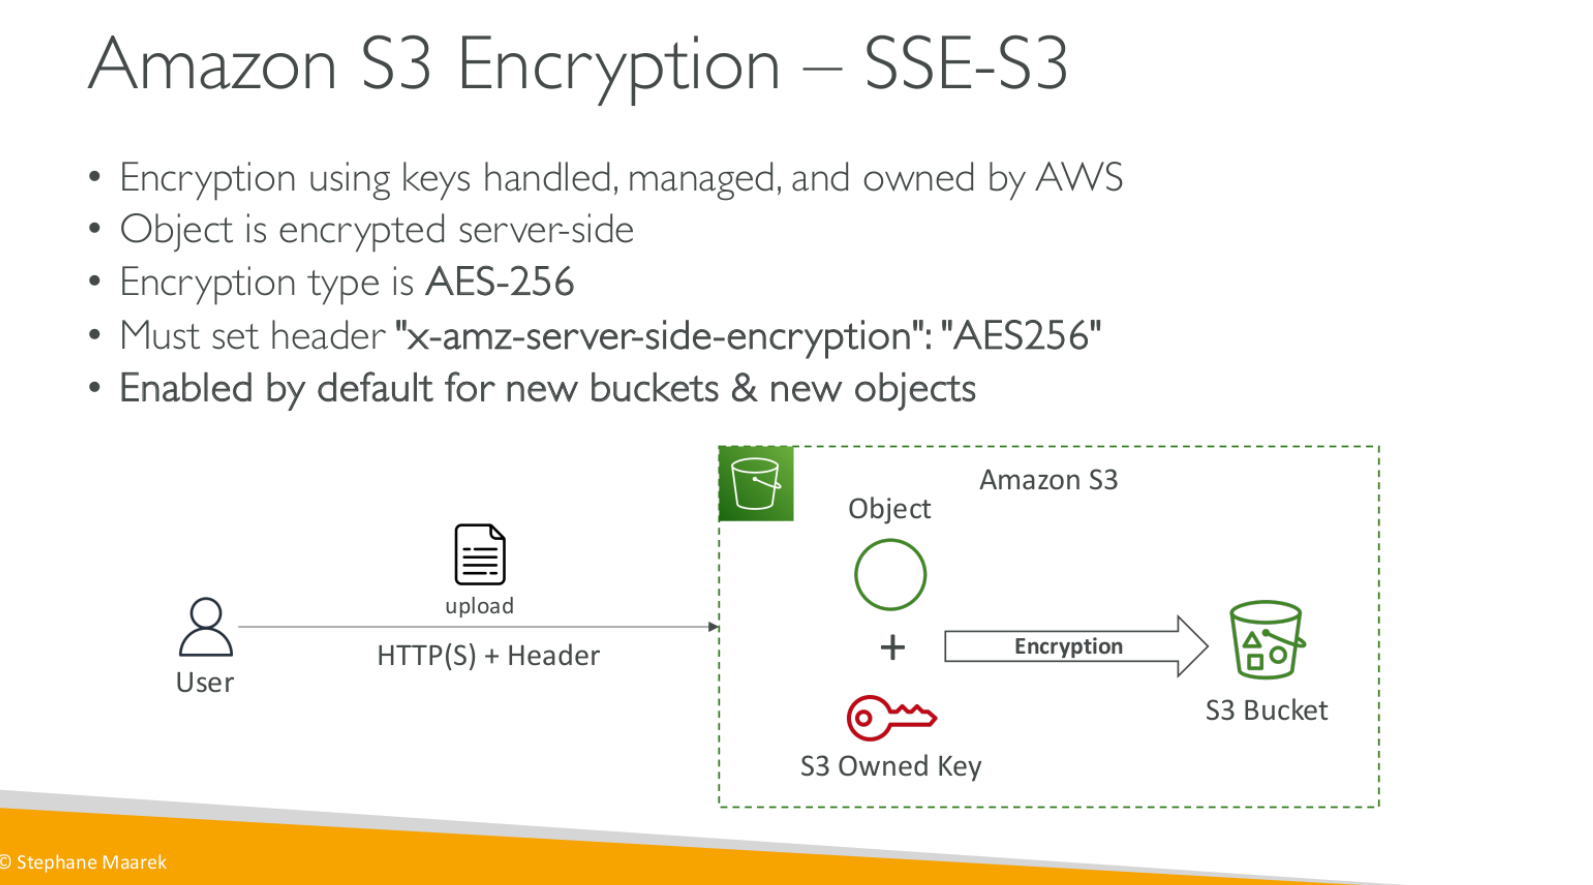 Amazon S3 Encryption – SSE-S3
• Encryption using keys handled, managed, and owned by AWS
• Object is encrypted server-side
• Encryption type is AES-256
• Must set header "x-amz-server-side-encryption": "AES256"
• Enabled by default for new buckets & new objects
Amazon S3
Object
upload
HTTP(S) + Header
User
+
Encryption
S3 Bucket
S3 Owned Key
© Stephane Maarek